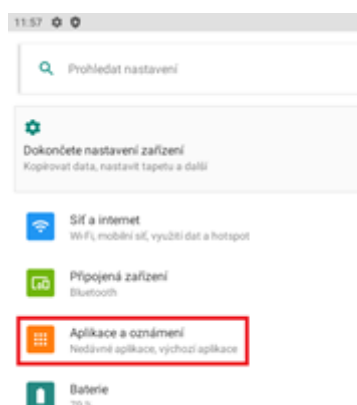 11:57
Prohledat nastavení
Dokončete nastavení zařízení
Kopírovat data, nastavit tapetu a další
Síť a internet
Wi-Fi, mobilní síť, využití dat a hotspot
Připojená zařízení
Bluetooth
Aplikace a oznámení
Nedávné aplikace, výchozí aplikace
Baterie